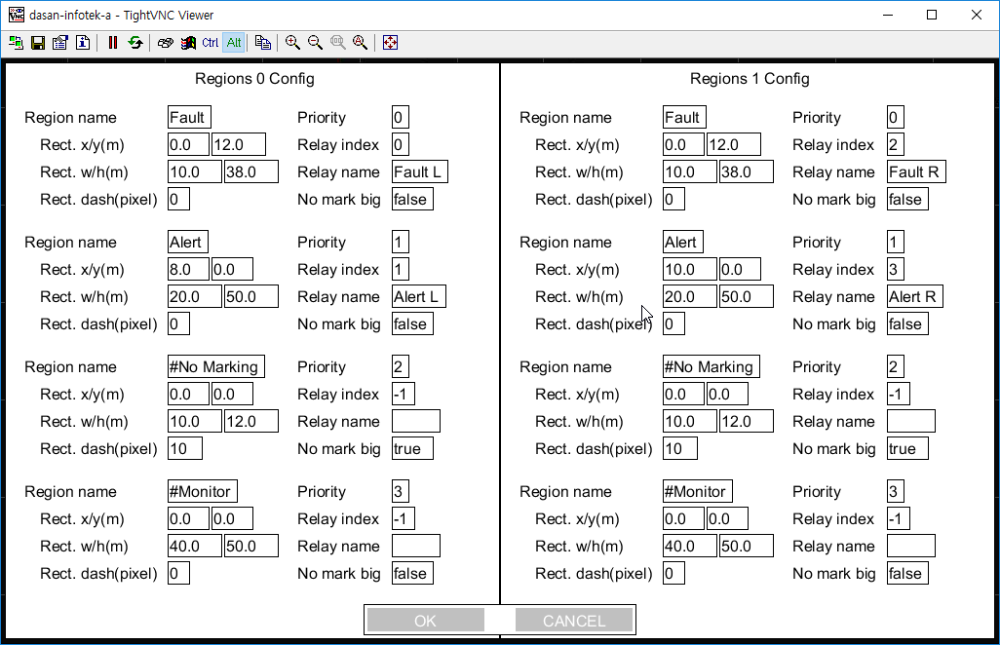 dasan-infotek-a - TightVNC Viewer
Ctrl Alt
Regions 0 Config
Region name Fault Priority 0
Rect. x/y(m) 0.0 12.0 Relay index 0
Rect. w/h(m) 10.0 38.0 Relay name Fault L
Rect. dash(pixel) 0 No mark big false
Region name Alert Priority 1
Rect. x/y(m) 8.0 0.0 Relay index 1
Rect. w/h(m) 20.0 50.0 Relay name Alert L
Rect. dash(pixel) 0 No mark big false
Region name #No Marking Priority 2
Rect. x/y(m) 0.0 0.0 Relay index -1
Rect. w/h(m) 10.0 12.0 Relay name
Rect. dash(pixel) 10 No mark big true
Region name #Monitor Priority 3
Rect. x/y(m) 0.0 0.0 Relay index -1
Rect. w/h(m) 40.0 50.0 Relay name
Rect. dash(pixel) 0 No mark big false
Regions 1 Config
Region name Fault Priority 0
Rect. x/y(m) 0.0 12.0 Relay index 2
Rect. w/h(m) 10.0 38.0 Relay name Fault R
Rect. dash(pixel) 0 No mark big false
Region name Alert Priority 1
Rect. x/y(m) 10.0 0.0 Relay index 3
Rect. w/h(m) 20.0 50.0 Relay name Alert R
Rect. dash(pixel) 0 No mark big false
Region name #No Marking Priority 2
Rect. x/y(m) 0.0 0.0 Relay index -1
Rect. w/h(m) 10.0 12.0 Relay name
Rect. dash(pixel) 10 No mark big true
Region name #Monitor Priority 3
Rect. x/y(m) 0.0 0.0 Relay index -1
Rect. w/h(m) 40.0 50.0 Relay name
Rect. dash(pixel) 0 No mark big false
OK CANCEL